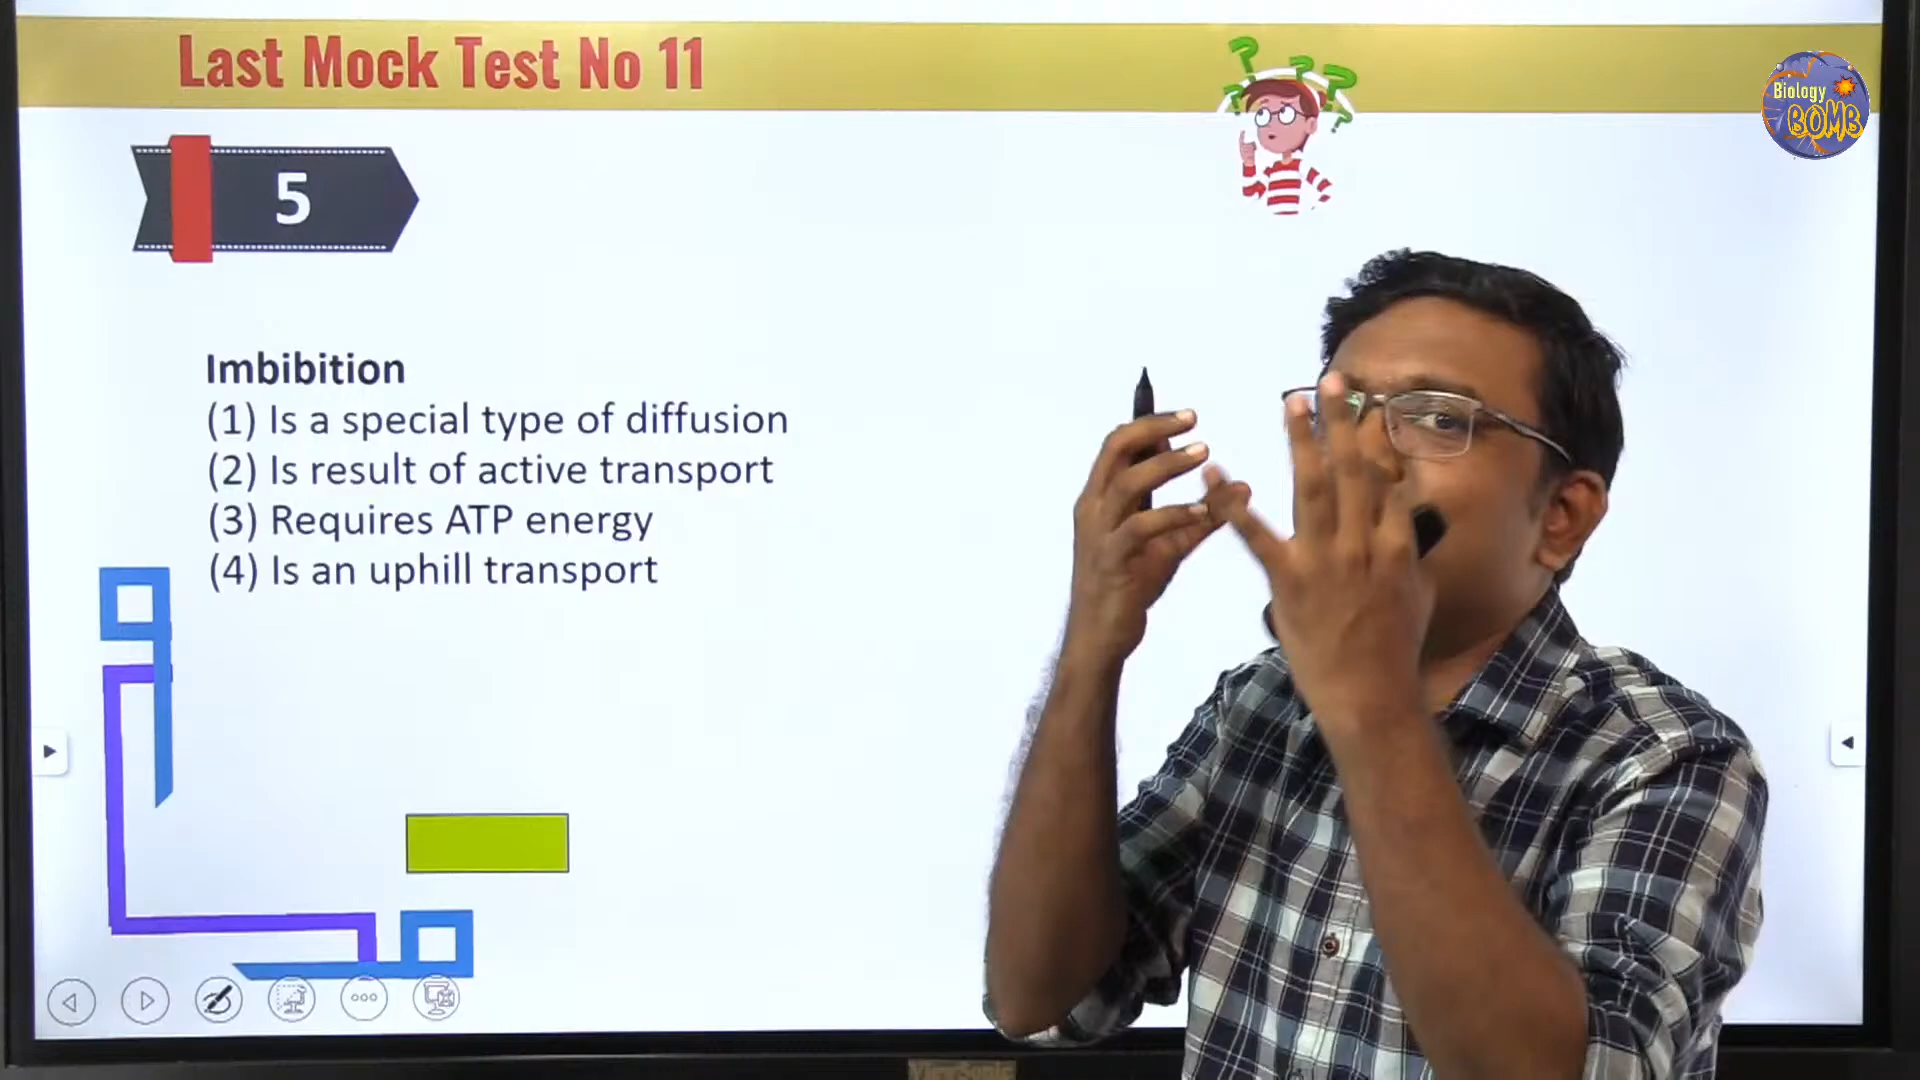 Last Mock Test No 11
Biology
BOMB
5
Imbibition
(1) Is a special type of diffusion
(2) Is result of active transport
(3) Requires ATP energy
(4) Is an uphill transport
ViewSonic